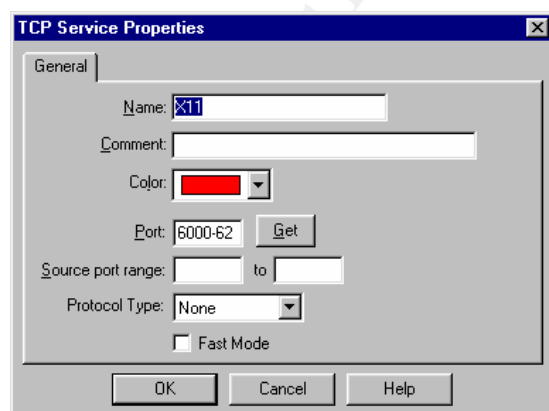 TCP Service Properties
General
Name: X11
Comment:
Color:
Port: 6000-62 Get
Source port range: to
Protocol Type: None
Fast Mode
OK Cancel Help